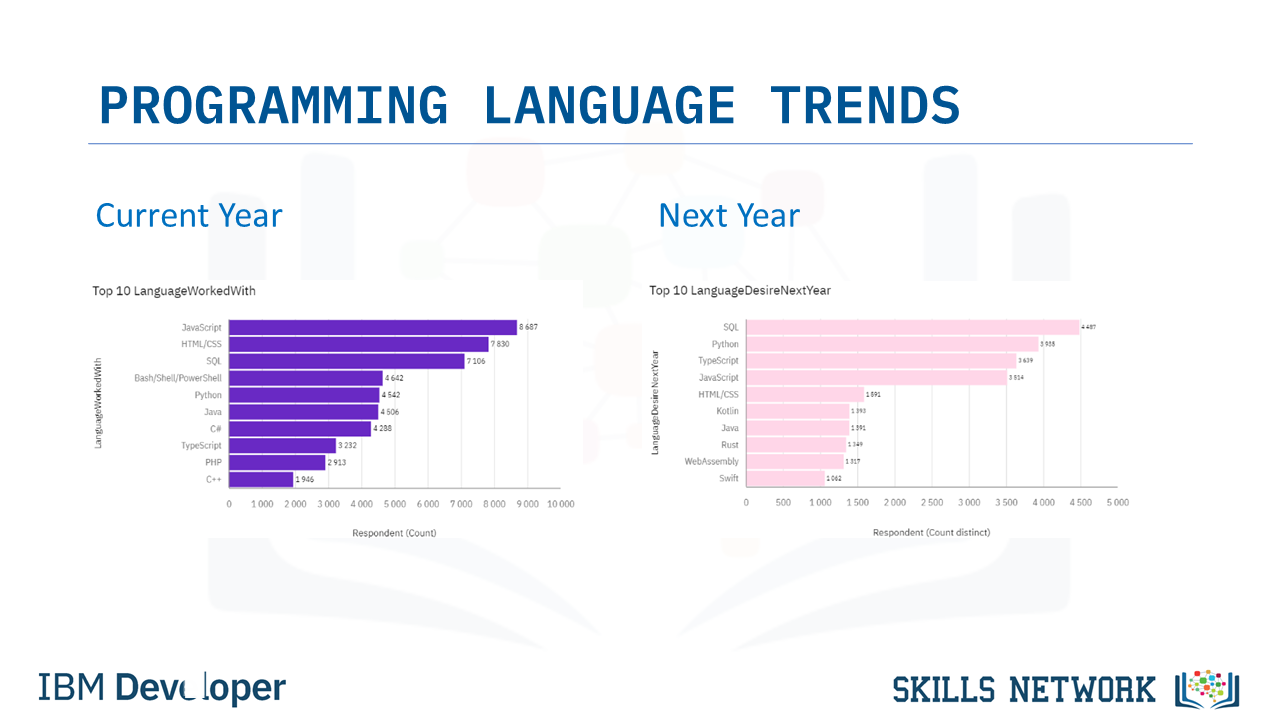 PROGRAMMING LANGUAGE TRENDS
Current Year
Next Year
Top 10 LanguageWorkedWith
LanguageWorkedWith
JavaScript 8 687
HTML/CSS 7 830
SQL 7 106
Bash/Shell/PowerShell 4 642
Python 4 542
Java 4 506
C# 4 288
TypeScript 3 232
PHP 2 913
C++ 1 946
0 1 000 2 000 3 000 4 000 5 000 6 000 7 000 8 000 9 000 10 000
Respondent (Count)
Top 10 LanguageDesireNextYear
LanguageDesireNextYear
SQL 4 487
Python
TypeScript 3 639
JavaScript 3 514
HTML/CSS 1 591
Kotlin 1 393
Java 1 391
Rust 1 349
WebAssembly 1 317
Swift 1 062
0 500 1 000 1 500 2 000 2 500 3 000 3 500 4 000 4 500 5 000
Respondent (Count distinct)
IBM Developer
SKILLS NETWORK